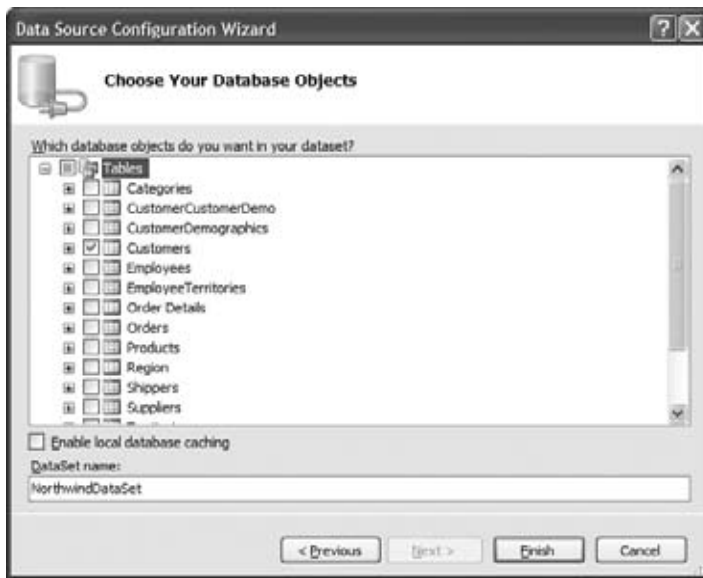 Data Source Configuration Wizard
Choose Your Database Objects
Which database objects do you want in your dataset?
Tables
Categories
CustomerCustomerDemo
CustomerDemographics
Customers
Employees
EmployeeTerritories
Order Details
Orders
Products
Region
Shippers
Suppliers
Enable local database caching
DataSet name:
NorthwindDataSet
< Previous
Next >
Finish
Cancel